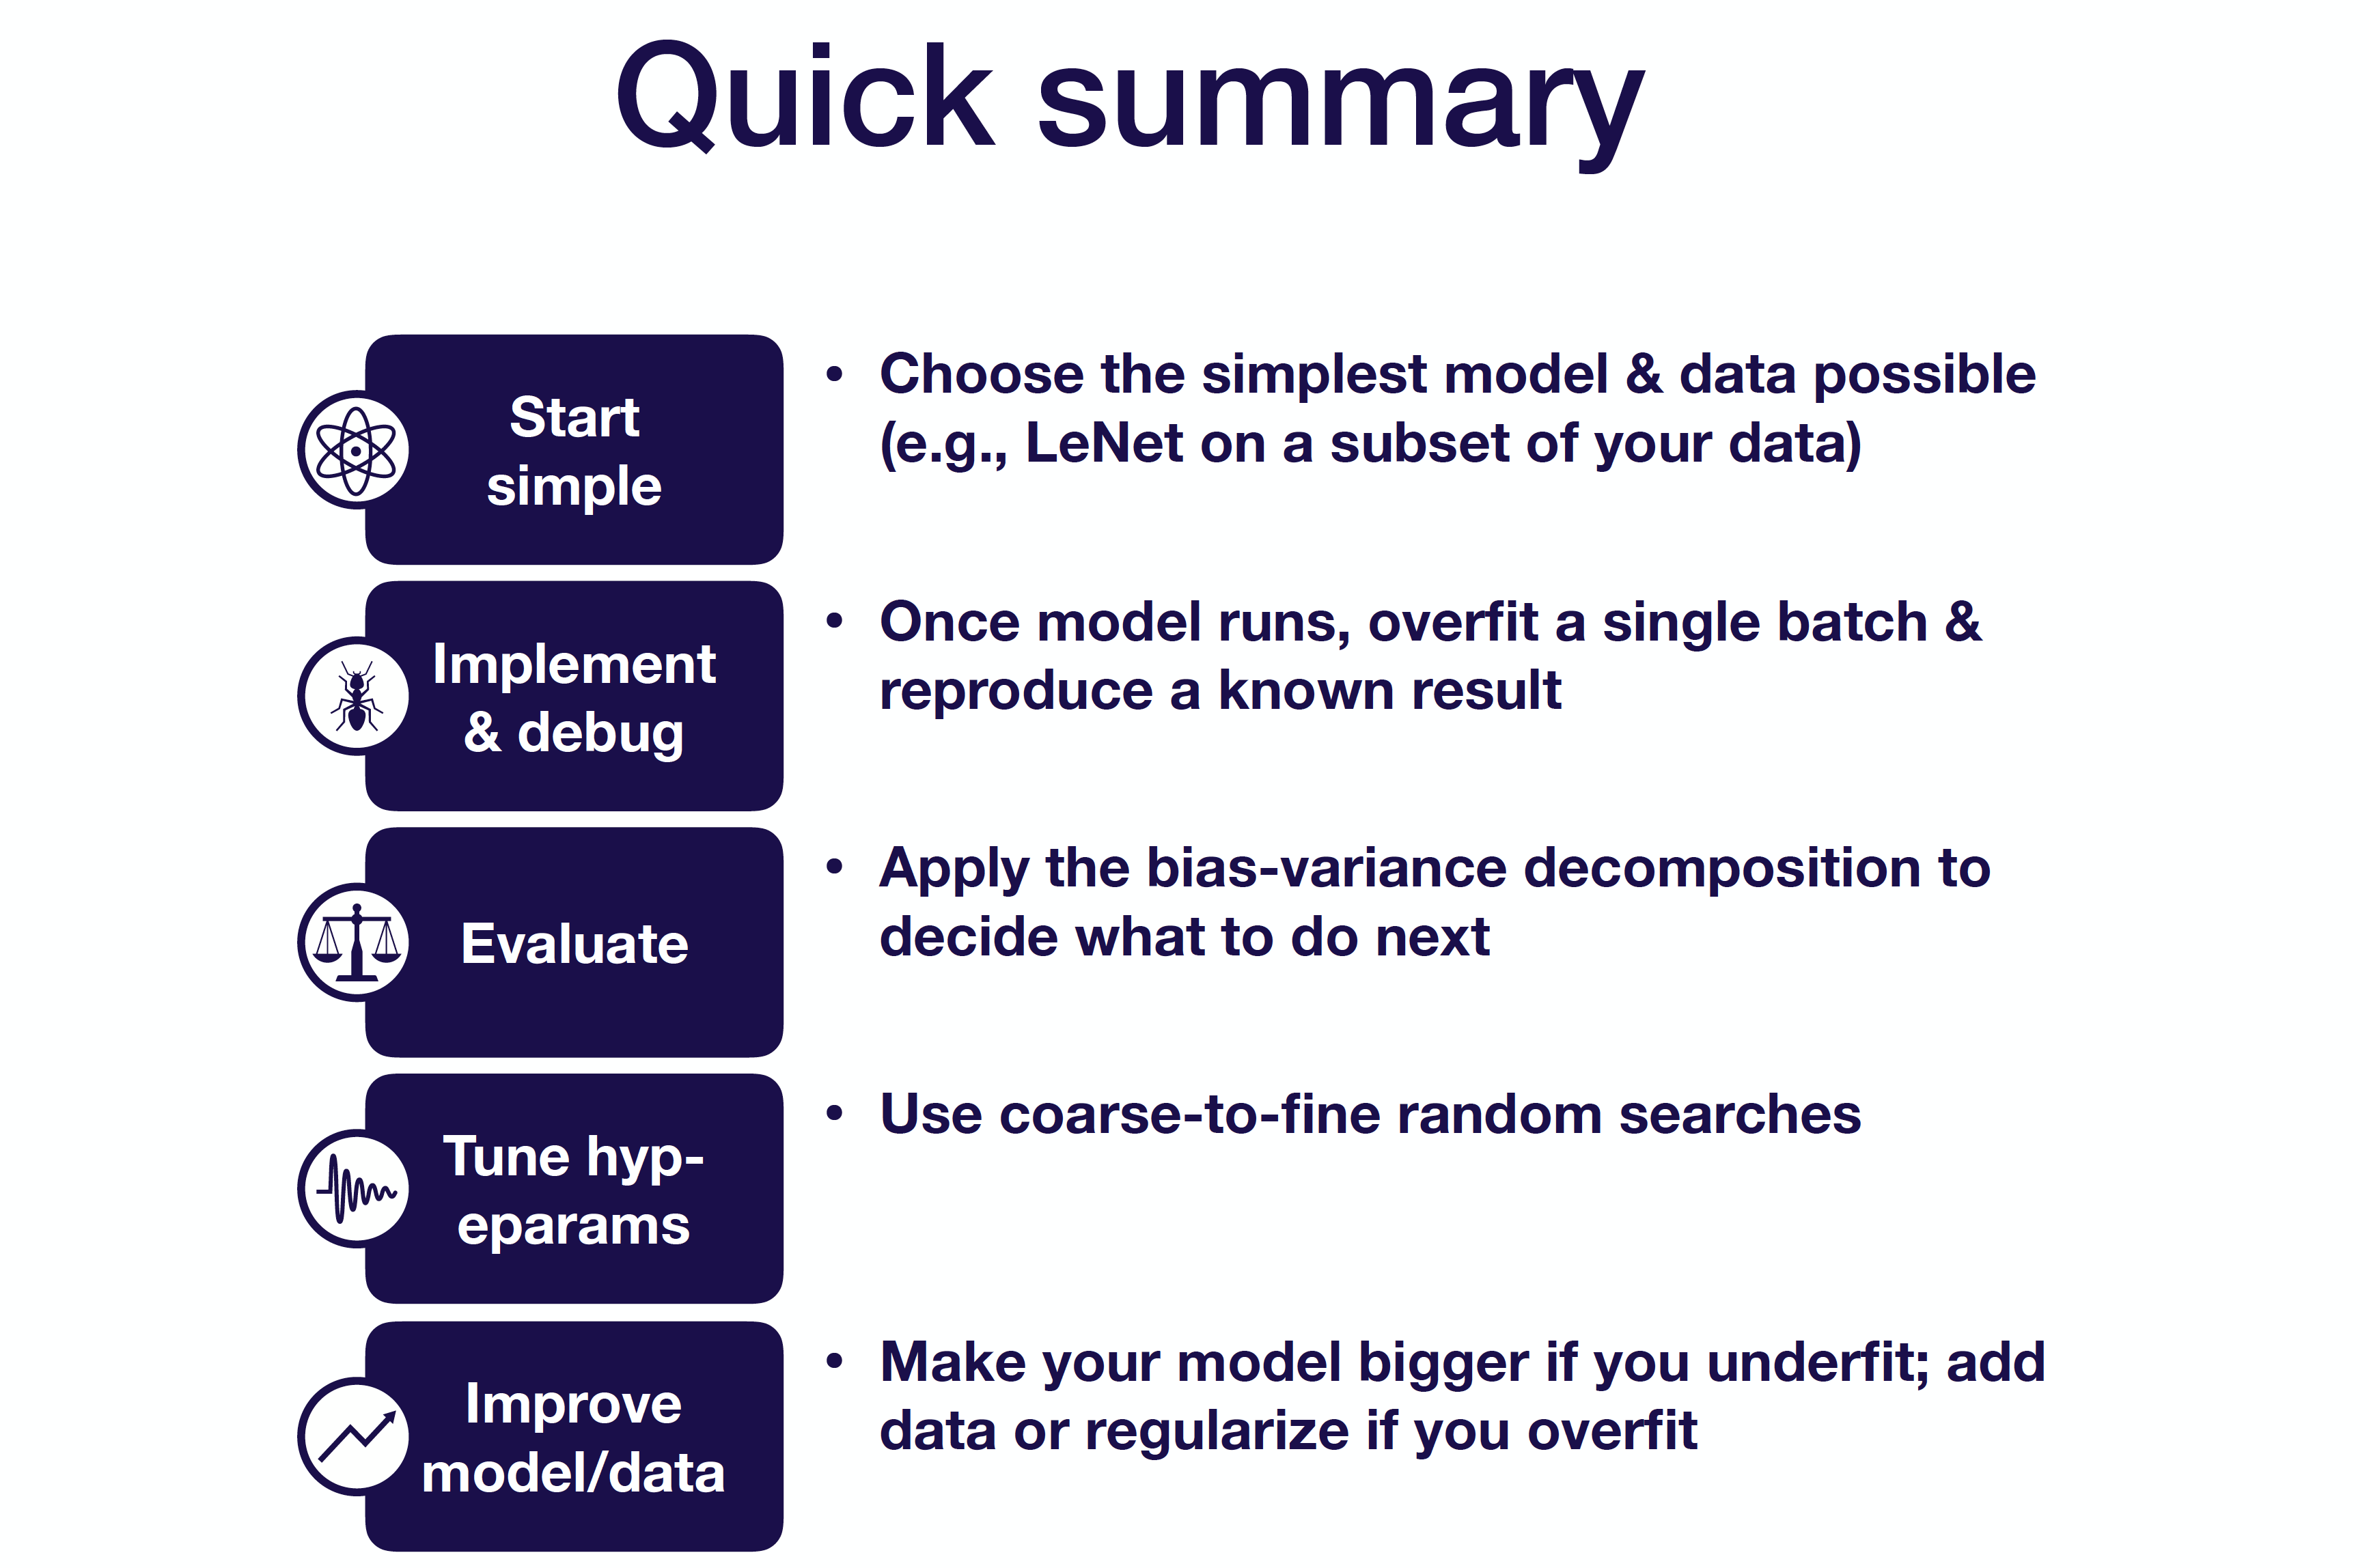 Quick summary
Start
simple
• Choose the simplest model & data possible
(e.g., LeNet on a subset of your data)
Implement
& debug
• Once model runs, overfit a single batch &
reproduce a known result
Evaluate
• Apply the bias-variance decomposition to
decide what to do next
Tune hyp-
eparams
• Use coarse-to-fine random searches
Improve
model/data
• Make your model bigger if you underfit; add
data or regularize if you overfit